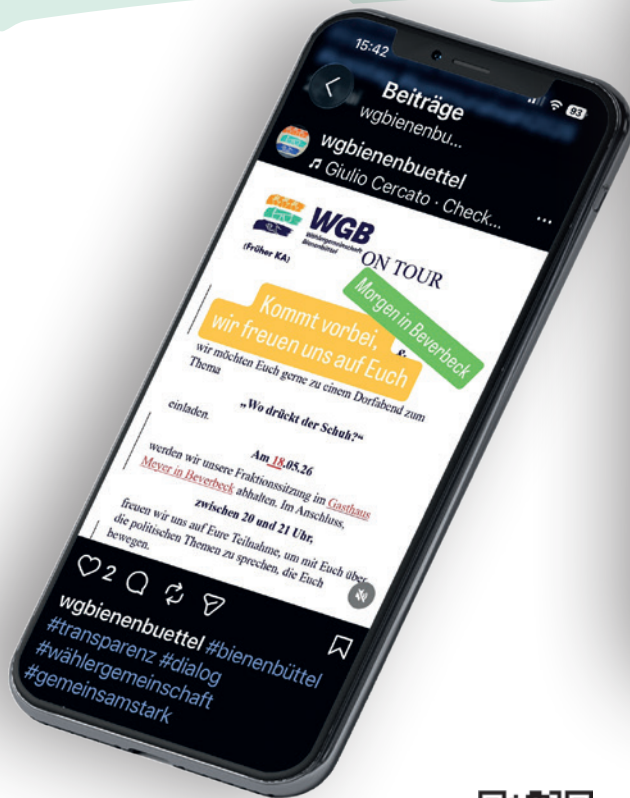 15:42
93
Beiträge
wgbienenbu...
wgbienenbuettel
Giulio Cercato · Check...
WGB
Wählergemeinschaft
Bienenbüttel
(Früher KA)
ON TOUR
Morgen in Beverbeck
Kommt vorbei,
wir freuen uns auf Euch
wir möchten Euch gerne zu einem Dorfabend zum
Thema
„Wo drückt der Schuh?“
einladen.
Am 18.05.26
werden wir unsere Fraktionssitzung im Gasthaus
Meyer in Beverbeck abhalten. Im Anschluss,
zwischen 20 und 21 Uhr,
freuen wir uns auf Eure Teilnahme, um mit Euch über
die politischen Themen zu sprechen, die Euch
bewegen.
2
wgbienenbuettel #bienenbüttel
#transparenz #dialog
#wählergemeinschaft
#gemeinsamstark